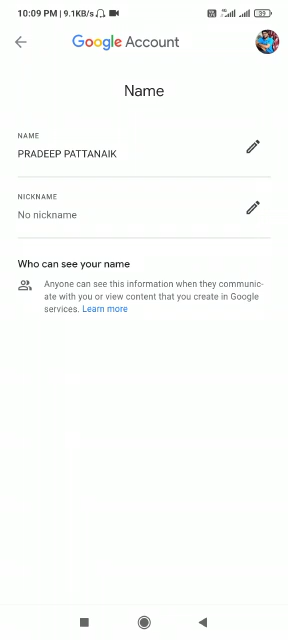 10:09 PM | 9.1KB/s
39
Google Account
Name
NAME
PRADEEP PATTANAIK
NICKNAME
No nickname
Who can see your name
Anyone can see this information when they communic-
ate with you or view content that you create in Google
services. Learn more